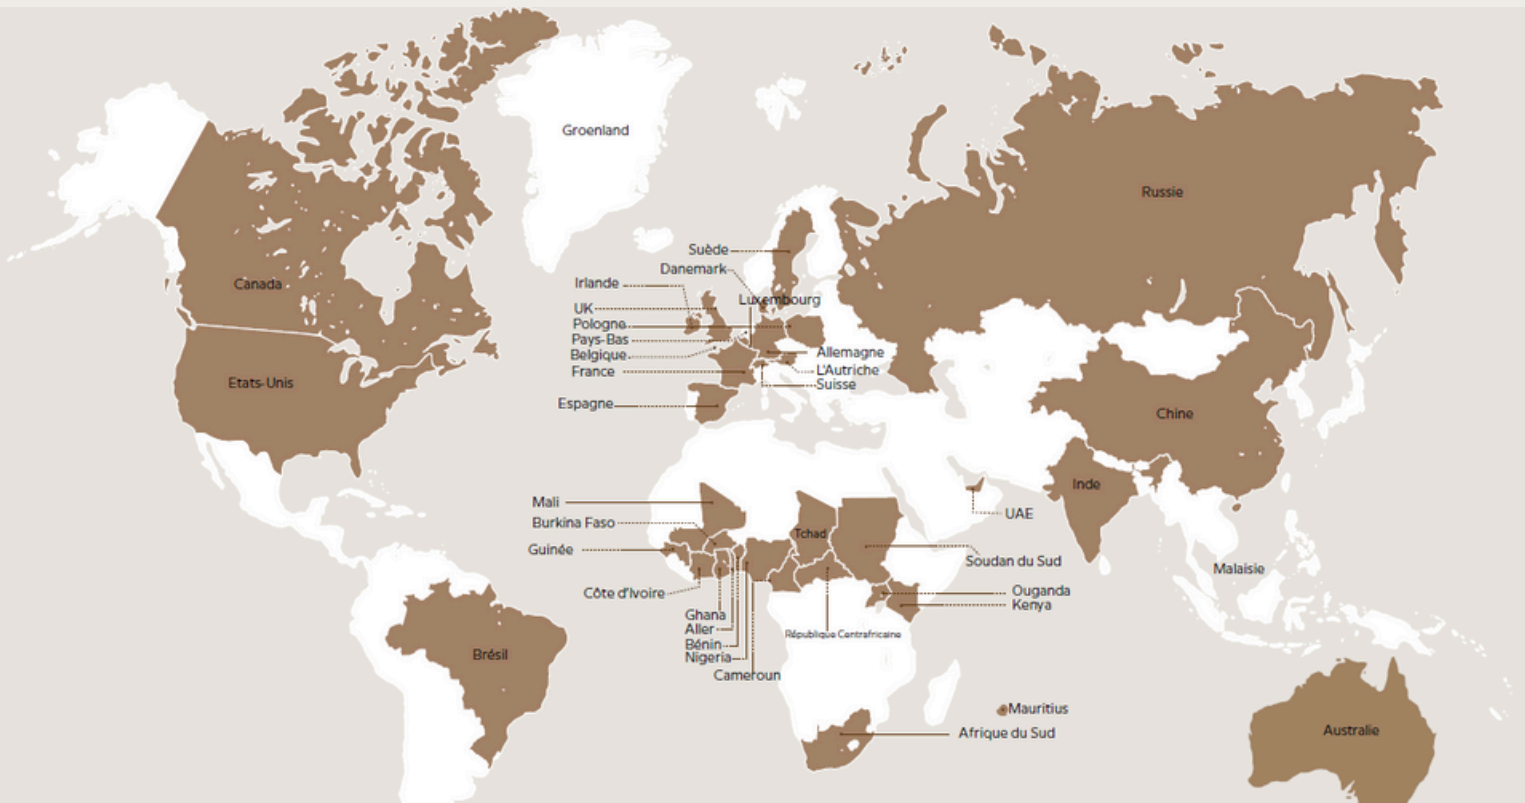 Groenland
Russie
Suède
Danemark
Irlande
Canada
Luxembourg
UK
Pologne
Pays-Bas
Belgique
Allemagne
France
L'Autriche
Suisse
Etats-Unis
Espagne
Chine
Inde
Mali
UAE
Burkina Faso
Tchad
Guinée
Soudan du Sud
Malaisie
Côte d'Ivoire
Ouganda
Kenya
Ghana
Aller
République Centrafricaine
Bénin
Brésil
Nigeria
Cameroun
Mauritius
Afrique du Sud
Australie